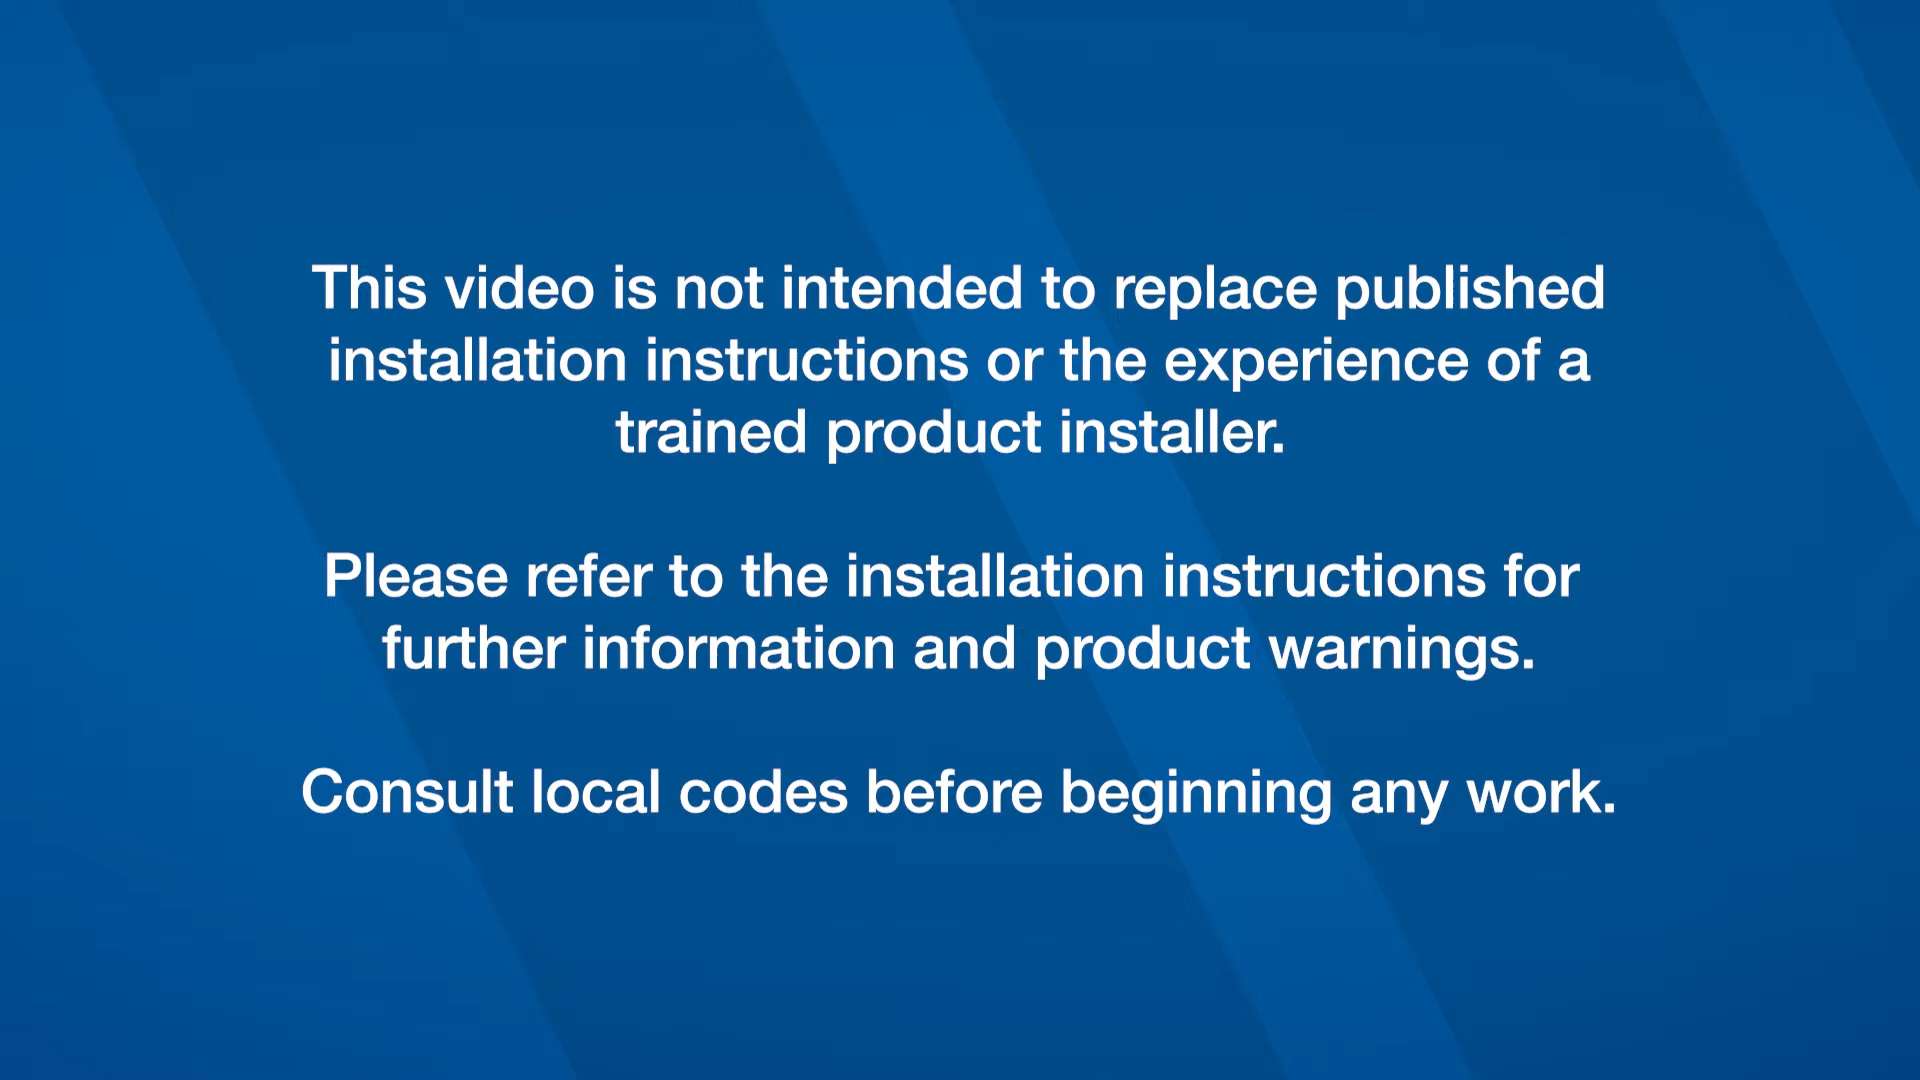 This video is not intended to replace published
installation instructions or the experience of a
trained product installer.
Please refer to the installation instructions for
further information and product warnings.
Consult local codes before beginning any work.